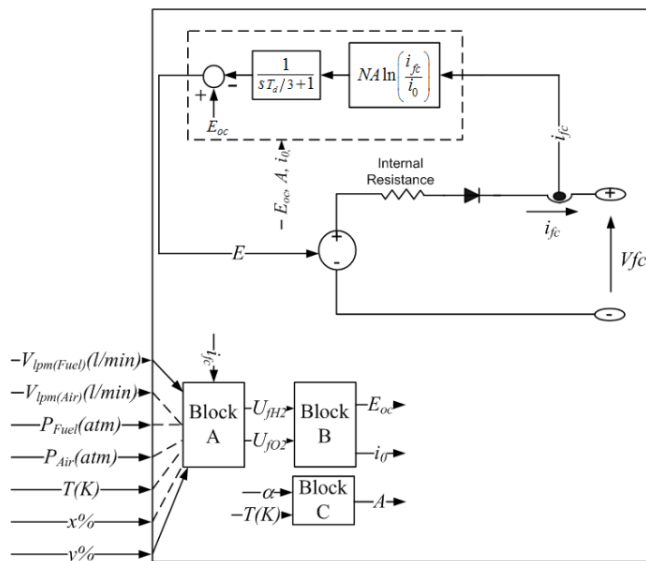 1
sT_d/3+1
NA ln(i_fc/i_0)
+
-
E_oc
i_fc
– E_oc, A, i_0,
Internal
Resistance
+
i_fc
E
+
-
Vfc
-
i_fc
–V_lpm(Fuel)(l/min)
–V_lpm(Air)(l/min)
P_Fuel(atm)
P_Air(atm)
T(K)
x%
y%
Block
A
U_fH2
U_fO2
Block
B
E_oc
i_0
α
–T(K)
Block
C
A